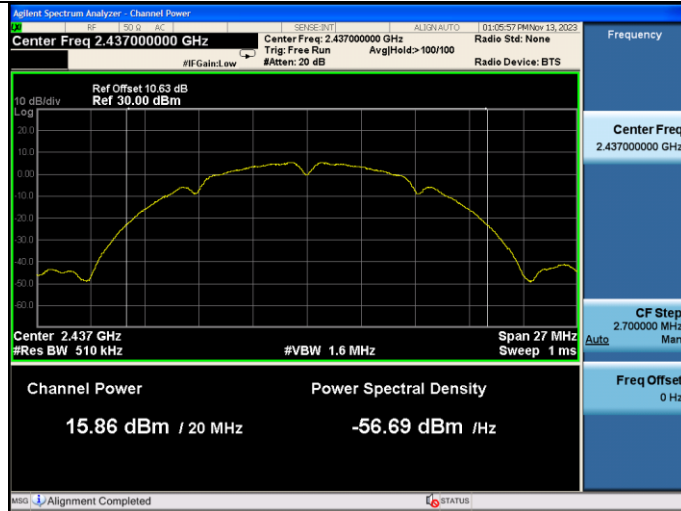 Agilent Spectrum Analyzer - Channel Power
RF 50 Ω AC SENSE:INT ALIGN AUTO 01:05:57 PM Nov 13, 2023
Center Freq 2.437000000 GHz
Center Freq: 2.437000000 GHz
Radio Std: None
Trig: Free Run Avg|Hold:> 100/100
#IFGain:Low #Atten: 20 dB Radio Device: BTS
Ref Offset 10.63 dB
10 dB/div Ref 30.00 dBm
Log
20.0
10.0
0.00
-10.0
-20.0
-30.0
-40.0
-50.0
-60.0
Center 2.437 GHz Span 27 MHz
#Res BW 510 kHz #VBW 1.6 MHz Sweep 1 ms
Channel Power Power Spectral Density
15.86 dBm / 20 MHz -56.69 dBm /Hz
Frequency
Center Freq
2.437000000 GHz
CF Step
2.700000 MHz
Auto Man
Freq Offset
0 Hz
MSG Alignment Completed STATUS